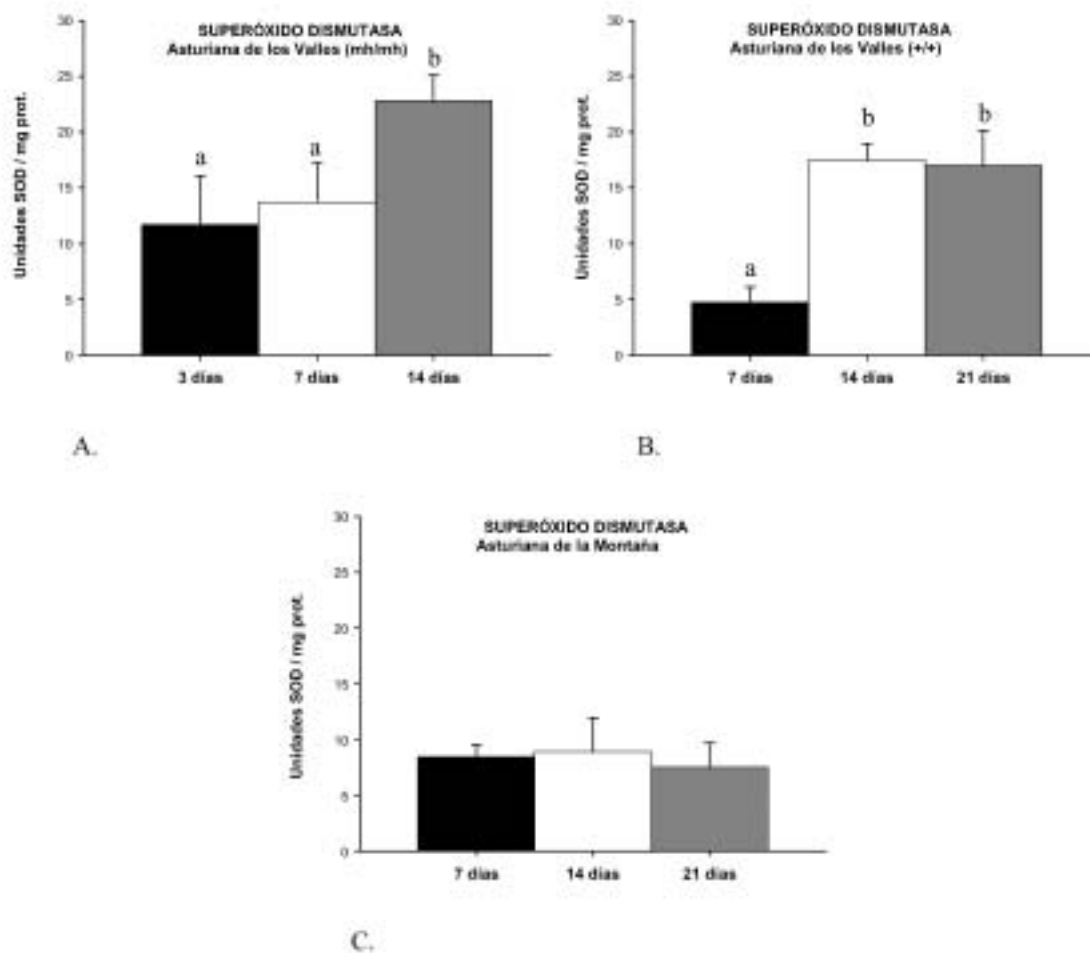 SUPERÓXIDO DISMUTASA
Asturiana de los Valles (mh/mh)
Unidades SOD / mg prot.
30
25
20
15
10
5
0
a
a
b
3 días
7 días
14 días
A.
SUPERÓXIDO DISMUTASA
Asturiana de los Valles (+/+)
Unidades SOD / mg prot.
30
25
20
15
10
5
0
a
b
b
7 días
14 días
21 días
B.
SUPERÓXIDO DISMUTASA
Asturiana de la Montaña
Unidades SOD / mg prot.
30
25
20
15
10
5
0
7 días
14 días
21 días
C.